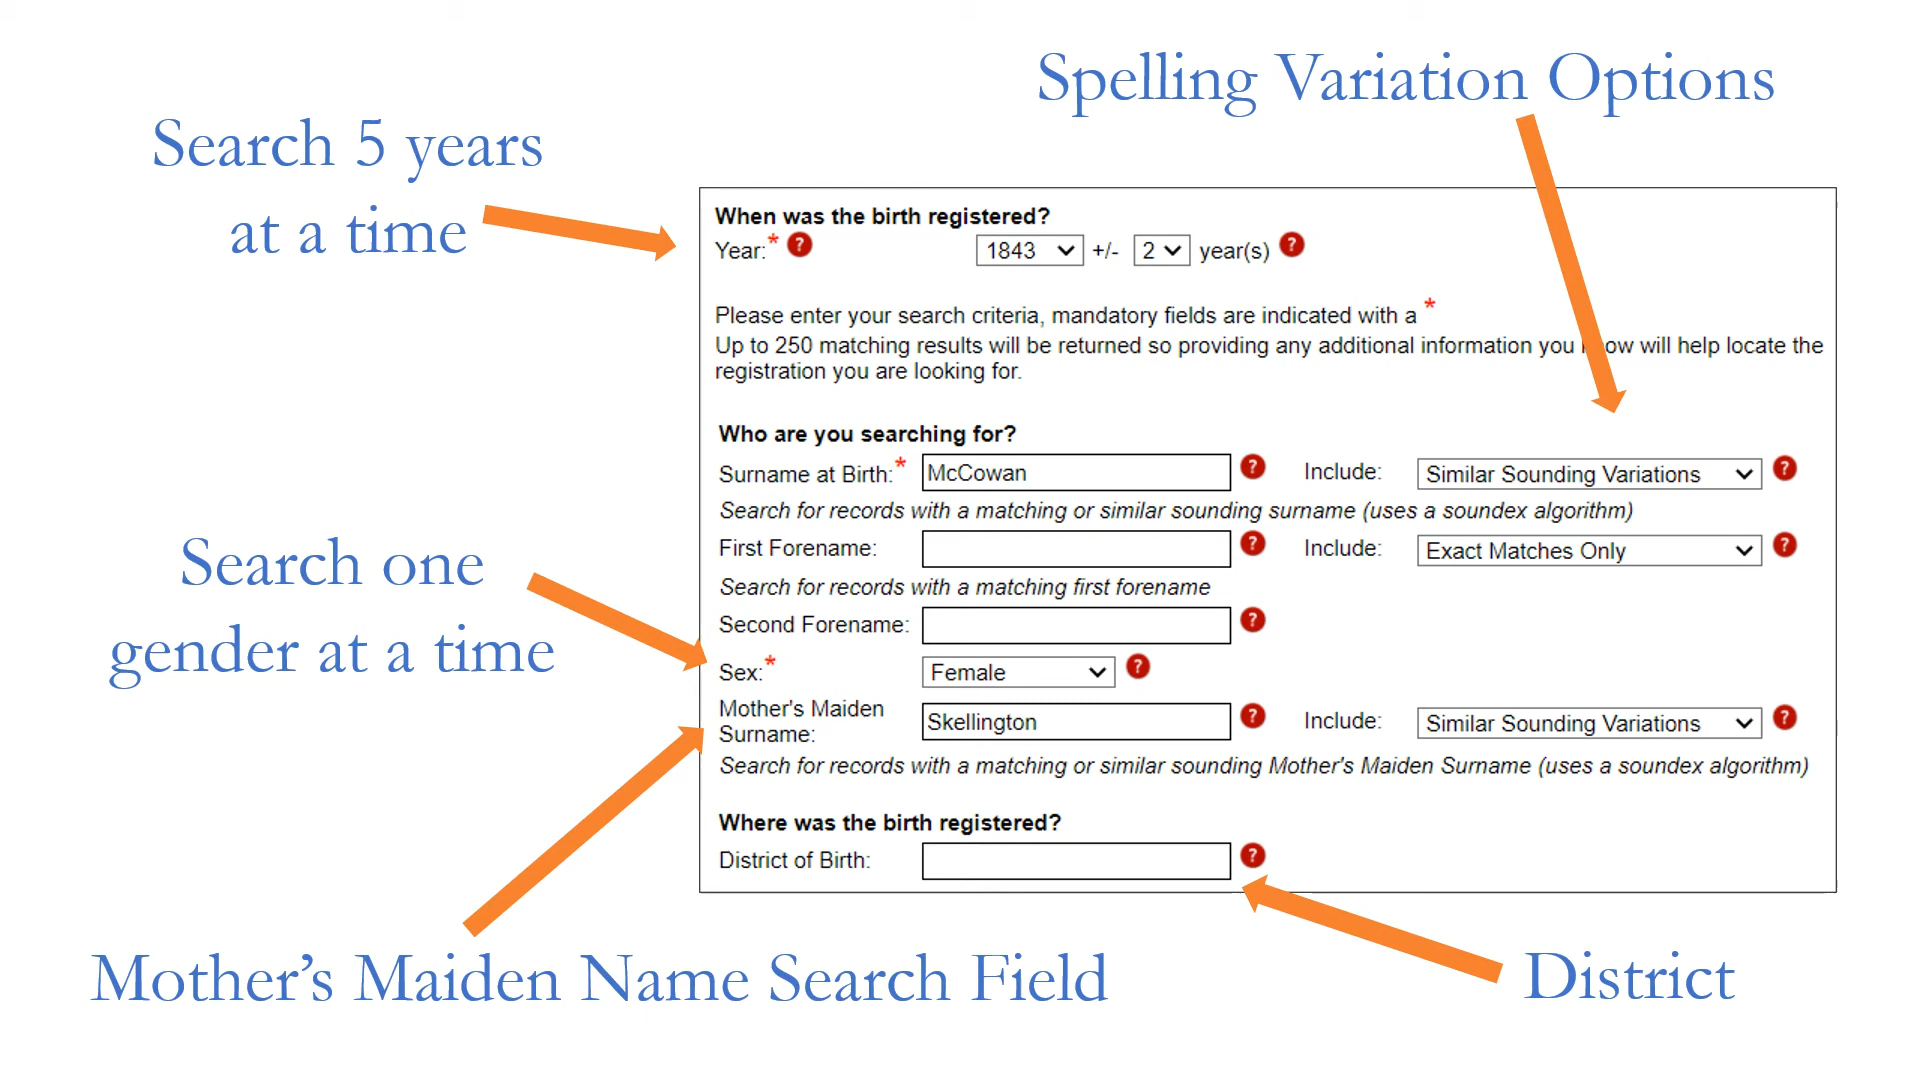 Spelling Variation Options
Search 5 years
at a time
When was the birth registered?
Year:* ? 1843 +/- 2 year(s) ?
Please enter your search criteria, mandatory fields are indicated with a *
Up to 250 matching results will be returned so providing any additional information you know will help locate the
registration you are looking for.
Who are you searching for?
Surname at Birth:* McCowan ? Include: Similar Sounding Variations ?
Search for records with a matching or similar sounding surname (uses a soundex algorithm)
First Forename: ? Include: Exact Matches Only ?
Search for records with a matching first forename
Second Forename: ?
Search one
gender at a time
Sex:* Female ?
Mother's Maiden
Surname: Skellington ? Include: Similar Sounding Variations ?
Search for records with a matching or similar sounding Mother's Maiden Surname (uses a soundex algorithm)
Where was the birth registered?
District of Birth: ?
Mother’s Maiden Name Search Field
District